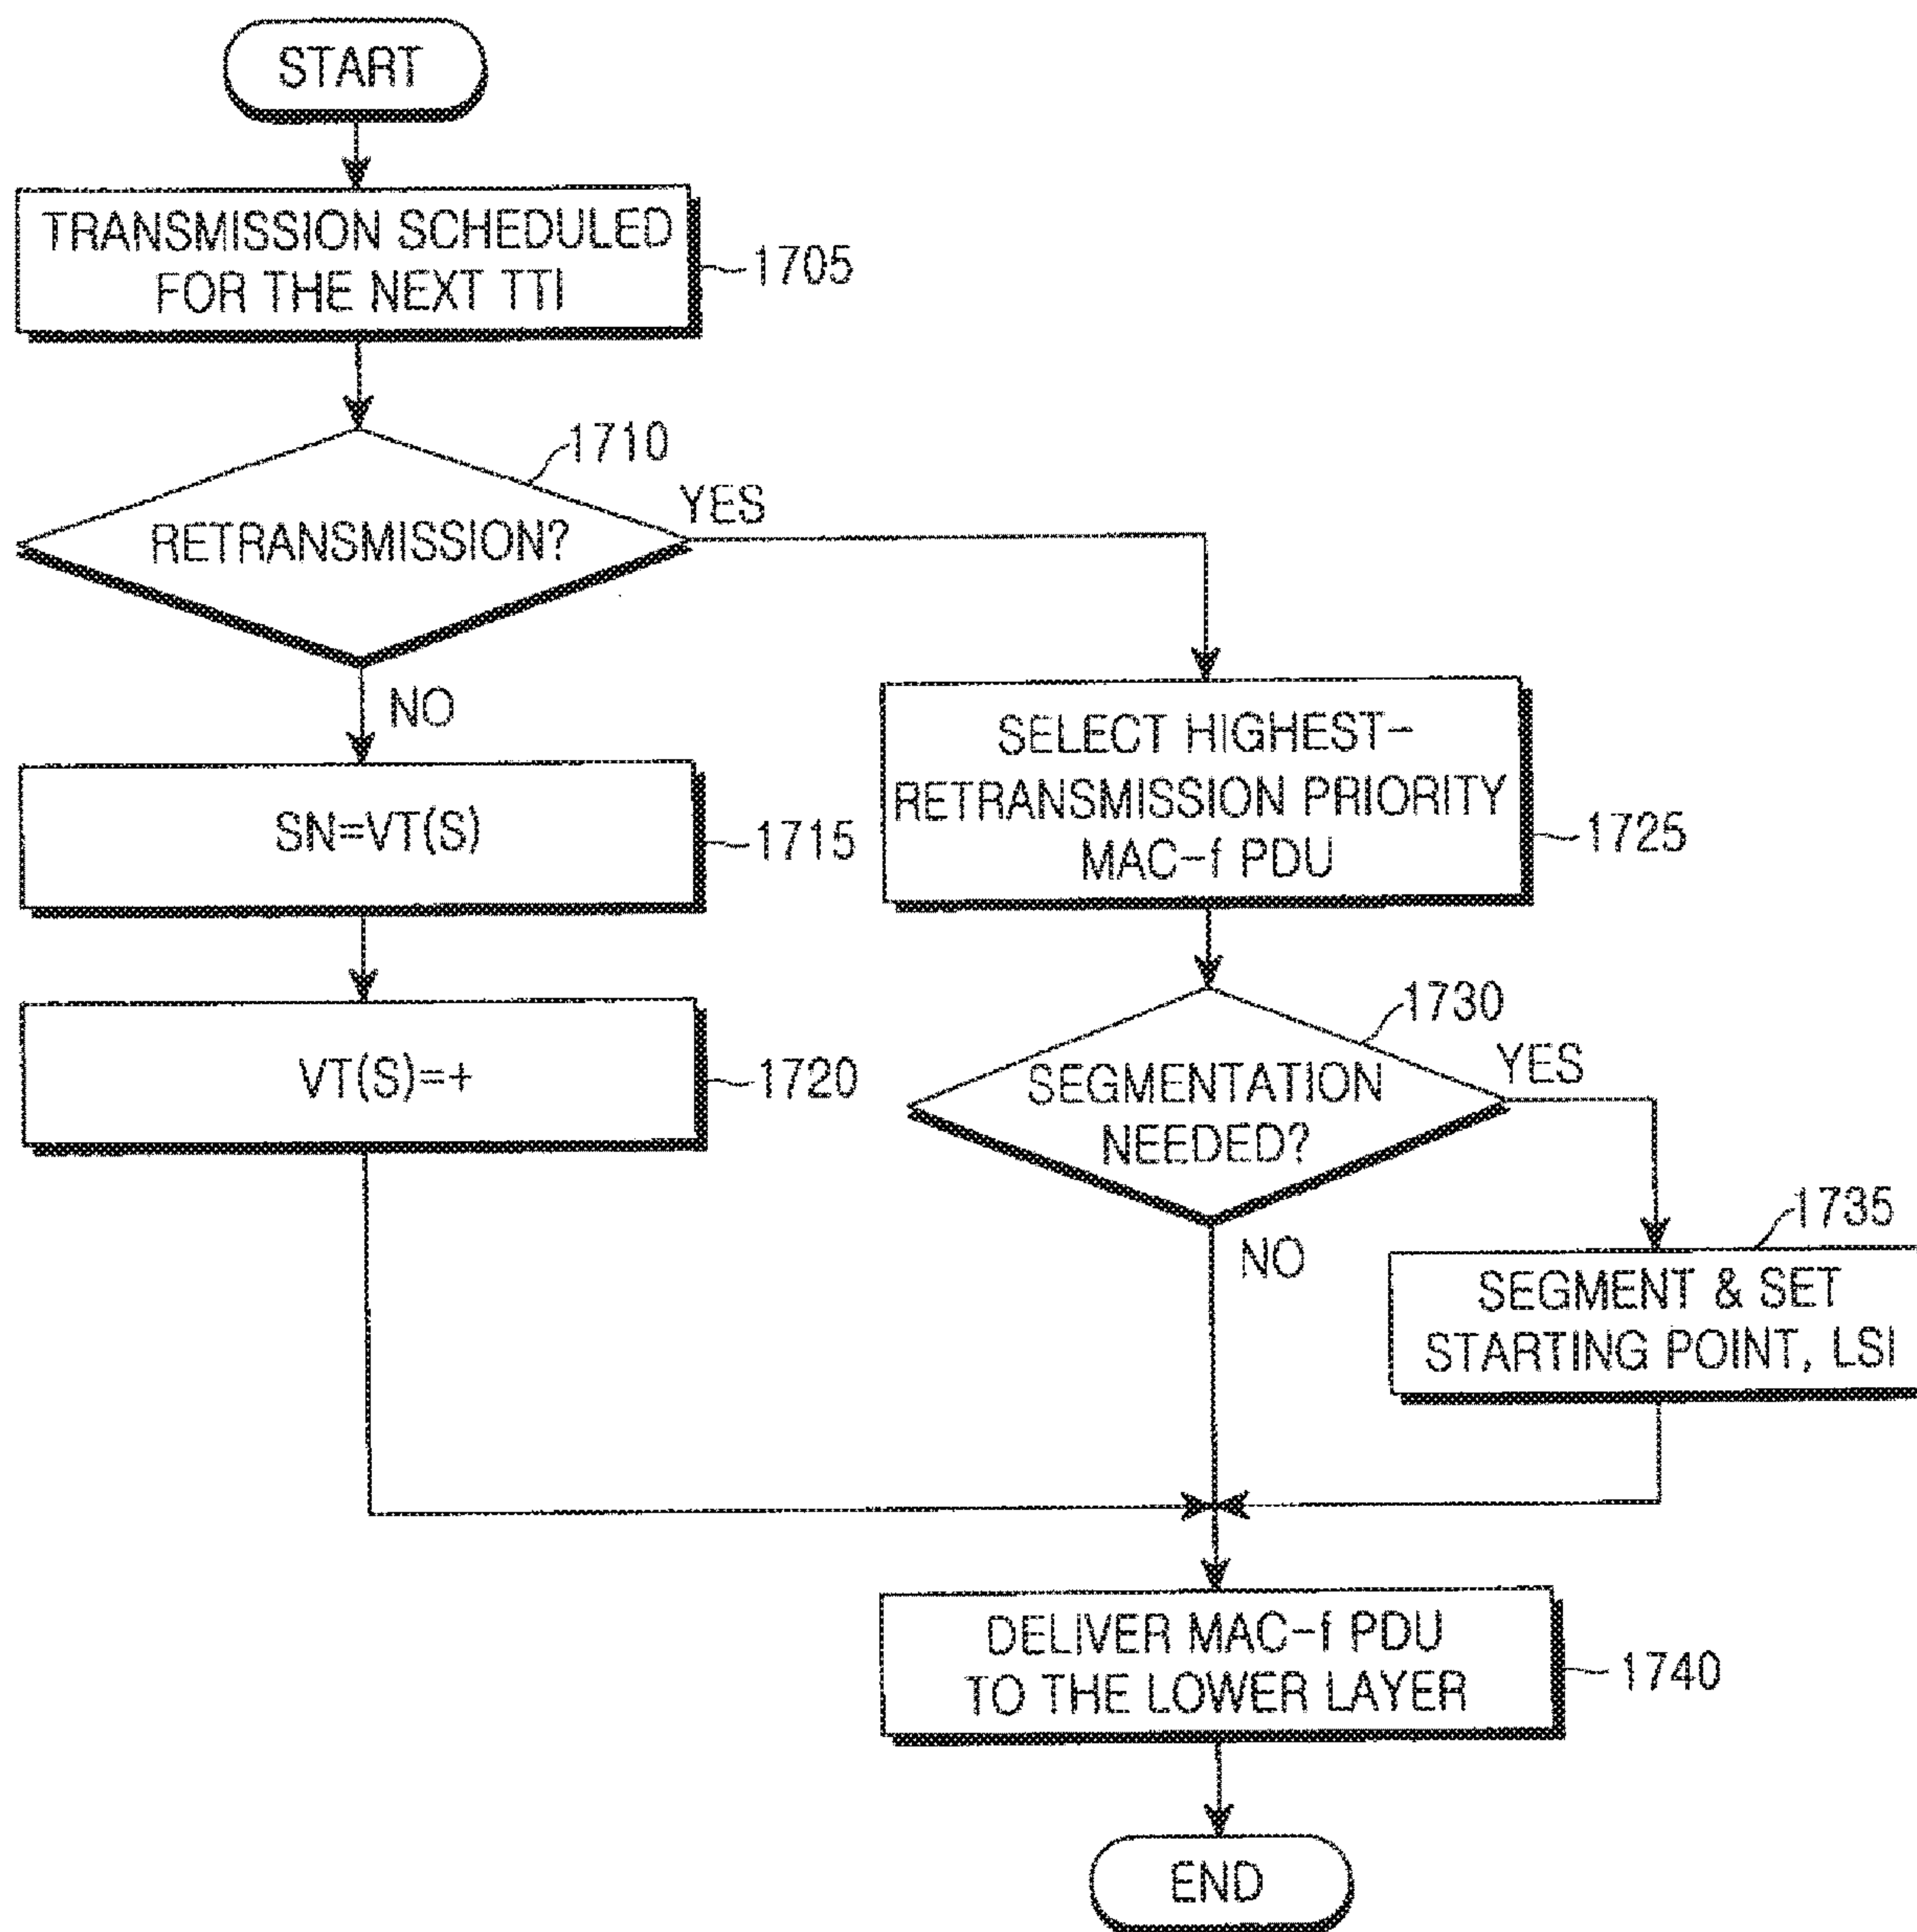 START
TRANSMISSION SCHEDULED
FOR THE NEXT TTI
1705
1710
RETRANSMISSION?
YES
NO
SN=VT(S)
1715
VT(S)=+
1720
SELECT HIGHEST-
RETRANSMISSION PRIORITY
MAC-f PDU
1725
1730
SEGMENTATION
NEEDED?
YES
NO
1735
SEGMENT & SET
STARTING POINT, LSI
DELIVER MAC-f PDU
TO THE LOWER LAYER
1740
END